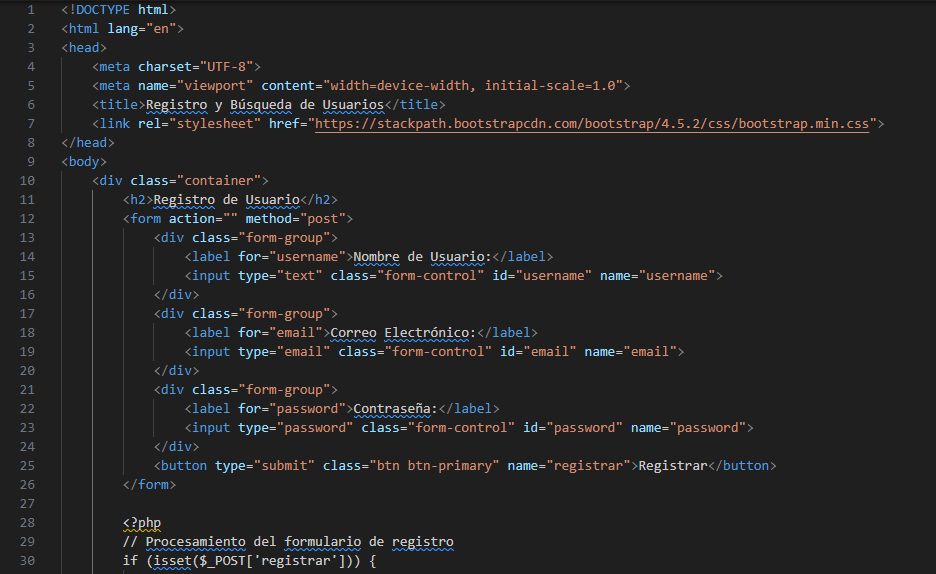 1 <!DOCTYPE html>
2 <html lang="en">
3 <head>
4 <meta charset="UTF-8">
5 <meta name="viewport" content="width=device-width, initial-scale=1.0">
6 <title>Registro y Búsqueda de Usuarios</title>
7 <link rel="stylesheet" href="https://stackpath.bootstrapcdn.com/bootstrap/4.5.2/css/bootstrap.min.css">
8 </head>
9 <body>
10 <div class="container">
11 <h2>Registro de Usuario</h2>
12 <form action="" method="post">
13 <div class="form-group">
14 <label for="username">Nombre de Usuario:</label>
15 <input type="text" class="form-control" id="username" name="username">
16 </div>
17 <div class="form-group">
18 <label for="email">Correo Electrónico:</label>
19 <input type="email" class="form-control" id="email" name="email">
20 </div>
21 <div class="form-group">
22 <label for="password">Contraseña:</label>
23 <input type="password" class="form-control" id="password" name="password">
24 </div>
25 <button type="submit" class="btn btn-primary" name="registrar">Registrar</button>
26 </form>
27
28 <?php
29 // Procesamiento del formulario de registro
30 if (isset($_POST['registrar'])) {